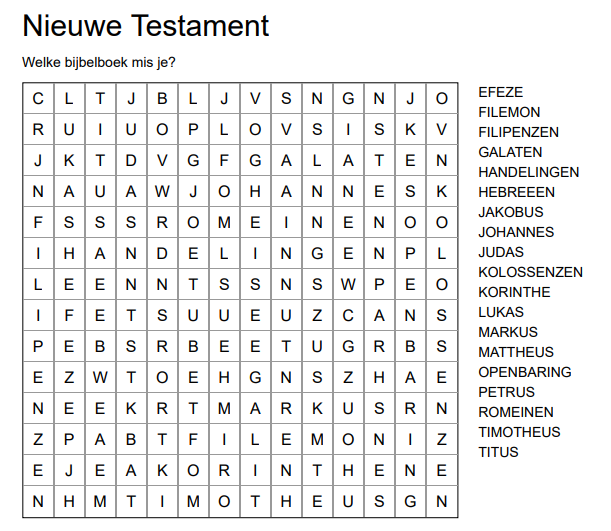 Nieuwe Testament
Welke bijbelboek mis je?
C L T J B L J V S N G N J O
R U I U O P L O V S I S K V
J K T D V G F G A L A T E N
N A U A W J O H A N N E S K
F S S S R O M E I N E N O O
I H A N D E L I N G E N P L
L E E N N T S S N S W P E O
I F E T S U U E U Z C A N S
P E B S R B E E T U G R B S
E Z W T O E H G N S Z H A E
N E E K R T M A R K U S R N
Z P A B T F I L E M O N I Z
E J E A K O R I N T H E N E
N H M T I M O T H E U S G N
EFEZE
FILEMON
FILIPENZEN
GALATEN
HANDELINGEN
HEBREEEN
JAKOBUS
JOHANNES
JUDAS
KOLOSSENZEN
KORINTHE
LUKAS
MARKUS
MATTHEUS
OPENBARING
PETRUS
ROMEINEN
TIMOTHEUS
TITUS